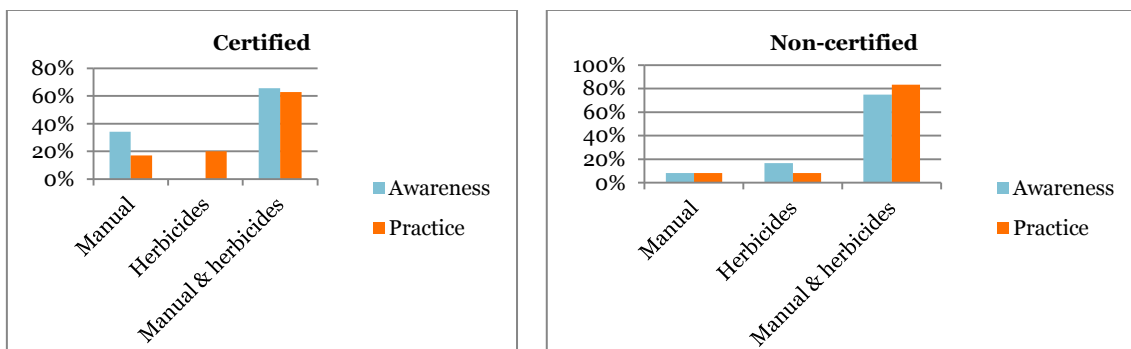 Certified
80%
60%
40%
20%
0%
Manual
Herbicides
Manual & herbicides
Awareness
Practice
Non-certified
100%
80%
60%
40%
20%
0%
Manual
Herbicides
Manual & herbicides
Awareness
Practice